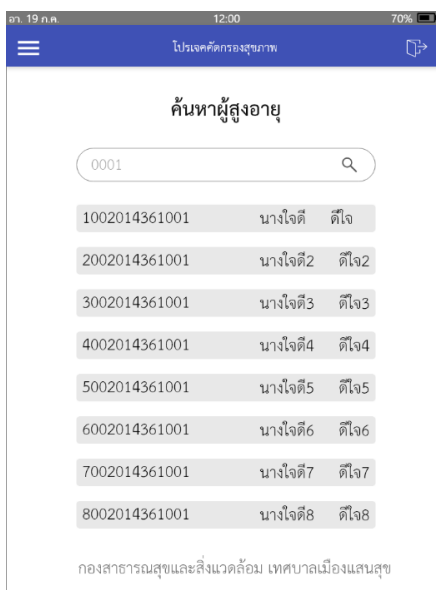 อา. 19 ก.ค. 12:00 70%
โปรเจคคัดกรองสุขภาพ
ค้นหาผู้สูงอายุ
0001
1002014361001 นางใจดี ดีใจ
2002014361001 นางใจดี2 ดีใจ2
3002014361001 นางใจดี3 ดีใจ3
4002014361001 นางใจดี4 ดีใจ4
5002014361001 นางใจดี5 ดีใจ5
6002014361001 นางใจดี6 ดีใจ6
7002014361001 นางใจดี7 ดีใจ7
8002014361001 นางใจดี8 ดีใจ8
กองสาธารณสุขและสิ่งแวดล้อม เทศบาลเมืองแสนสุข